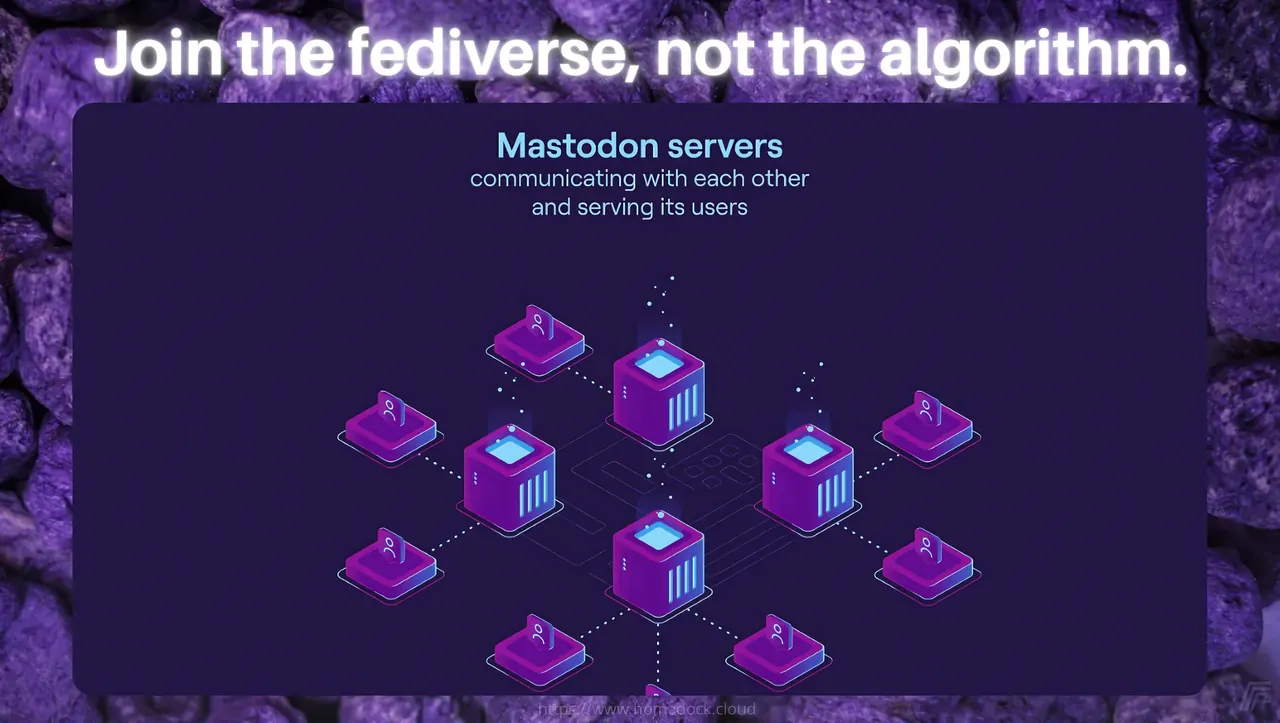 Join the fediverse, not the algorithm.
Mastodon servers
communicating with each other
and serving its users
https://www.homedock.cloud